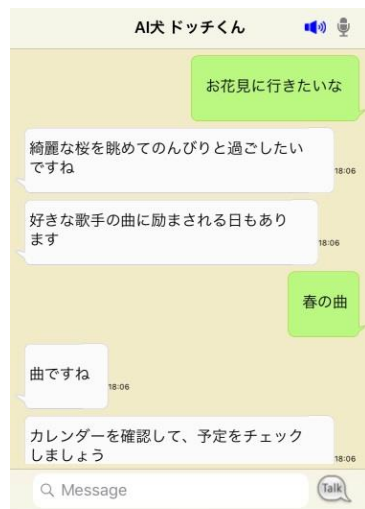 AI犬 ドッチくん
お花見に行きたいな
綺麗な桜を眺めてのんびりと過ごしたい
ですね
18:06
好きな歌手の曲に励まされる日もあり
ます
18:06
春の曲
曲ですね
18:06
カレンダーを確認して、予定をチェック
しましょう
18:06
Message
Talk